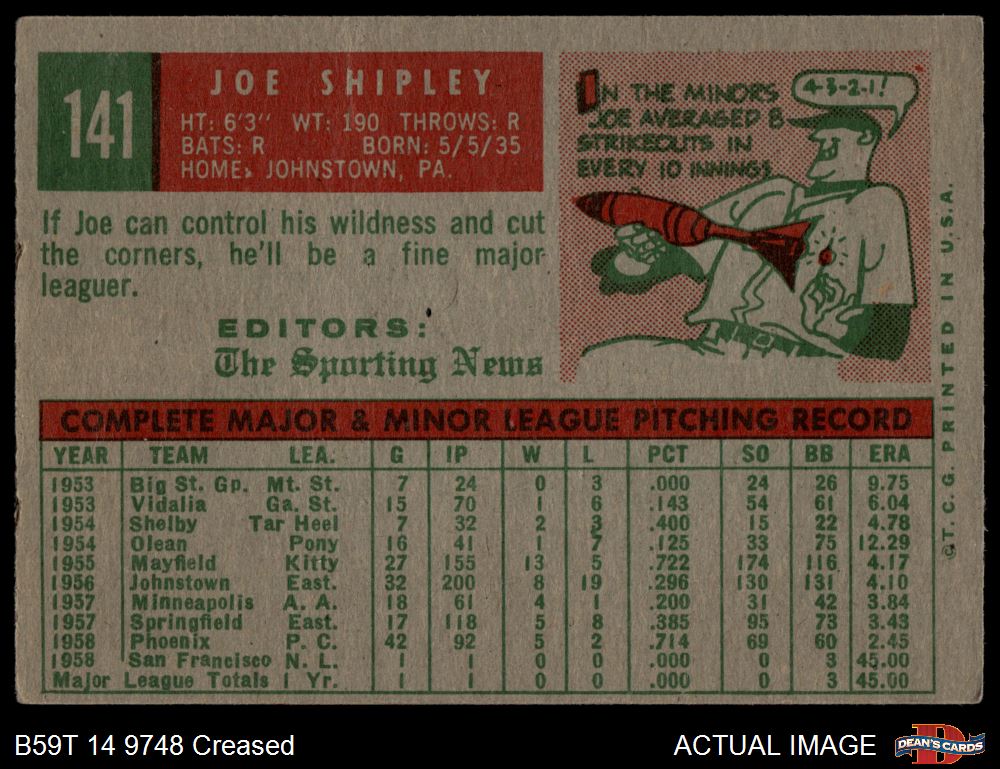 141
JOE SHIPLEY
HT: 6'3" WT: 190 THROWS: R
BATS: R BORN: 5/5/35
HOME: JOHNSTOWN, PA.
If Joe can control his wildness and cut
the corners, he'll be a fine major
leaguer.
EDITORS:
The Sporting News
IN THE MINORS
JOE AVERAGED 8
STRIKEOUTS IN
EVERY 10 INNINGS
4-3-2-1!
COMPLETE MAJOR & MINOR LEAGUE PITCHING RECORD
YEAR TEAM LEA. G IP W L PCT SO BB ERA
1953 Big St. Gp. Mt. St. 7 24 0 3 .000 24 26 9.75
1953 Vidalia Ga. St. 15 70 1 6 .143 54 61 6.04
1954 Shelby Tar Heel 7 32 2 3 .400 15 22 4.78
1954 Olean Pony 16 41 1 7 .125 33 75 12.29
1955 Mayfield Kitty 27 155 13 5 .722 174 116 4.17
1956 Johnstown East. 32 200 8 19 .296 130 131 4.10
1957 Minneapolis A. A. 18 61 4 1 .200 31 42 3.84
1957 Springfield East. 17 118 5 8 .385 95 73 3.43
1958 Phoenix P. C. 42 92 5 2 .714 69 60 2.45
1958 San Francisco N. L. 1 1 0 0 .000 0 3 45.00
Major League Totals 1 Yr. 1 1 0 0 .000 0 3 45.00
©T.C.G. PRINTED IN U.S.A.
B59T 14 9748 Creased
ACTUAL IMAGE
DEAN'S CARDS